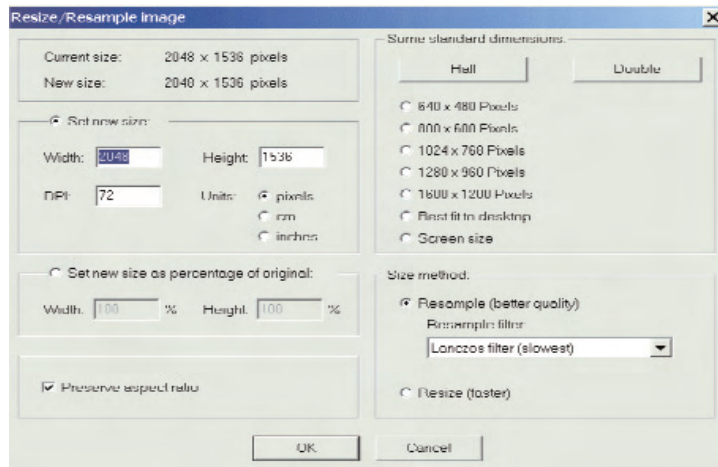 Resize/Resample image
Current size: 2048 x 1536 pixels
New size: 2048 x 1536 pixels
Set new size:
Width: 2048 Height: 1536
DPI: 72 Units: pixels
cm
inches
Set new size as percentage of original:
Width: 100 % Height: 100 %
Preserve aspect ratio
Some standard dimensions:
Half Double
640 x 480 Pixels
800 x 600 Pixels
1024 x 760 Pixels
1280 x 960 Pixels
1600 x 1200 Pixels
Best fit to desktop
Screen size
Size method:
Resample (better quality)
Resample filter
Lanczos filter (slowest)
Resize (faster)
OK Cancel